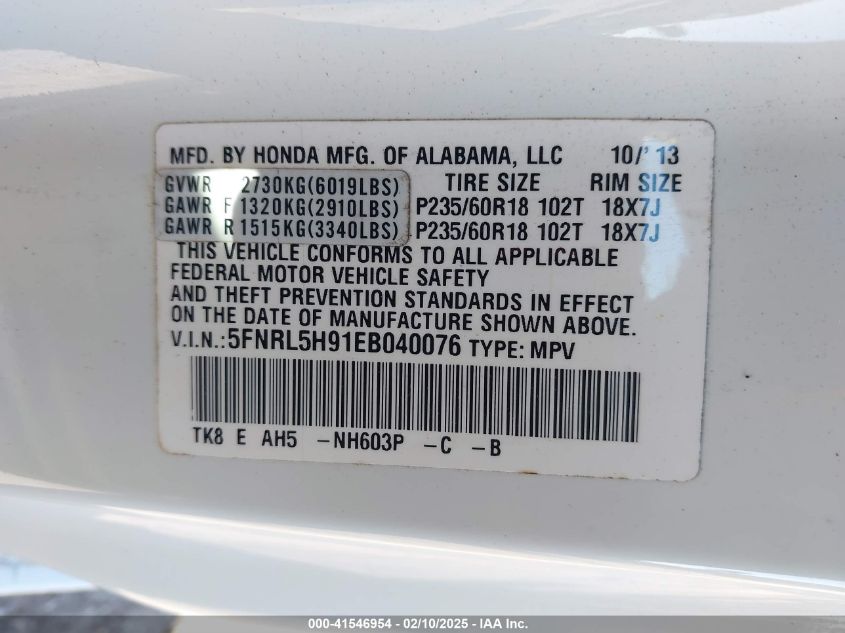 MFD. BY HONDA MFG. OF ALABAMA, LLC 10/'13
GVWR 2730KG(6019LBS) TIRE SIZE RIM SIZE
GAWR F 1320KG(2910LBS) P235/60R18 102T 18X7J
GAWR R 1515KG(3340LBS) P235/60R18 102T 18X7J
THIS VEHICLE CONFORMS TO ALL APPLICABLE
FEDERAL MOTOR VEHICLE SAFETY
AND THEFT PREVENTION STANDARDS IN EFFECT
ON THE DATE OF MANUFACTURE SHOWN ABOVE.
V.I.N.:5FNRL5H91EB040076 TYPE: MPV
TK8 E AH5 -NH603P -C -B
000-41546954 - 02/10/2025 - IAA Inc.